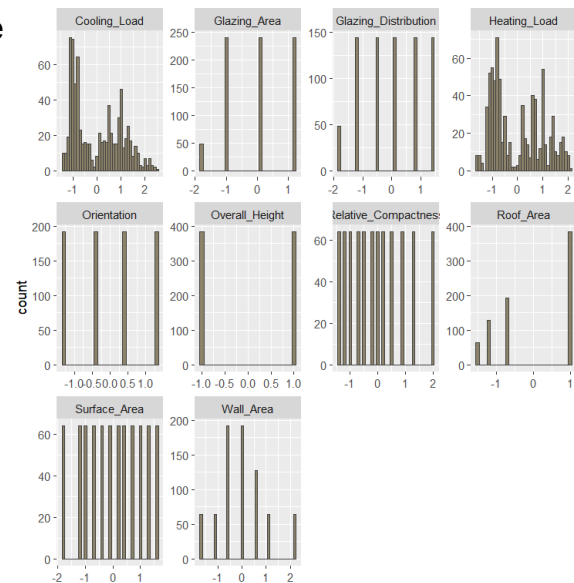 e
Cooling_Load Glazing_Area Glazing_Distribution Heating_Load
60 40 20 0
-1 0 1 2
250 200 150 100 50 0
-2 -1 0 1
150 100 50 0
-1 0 1
60 40 20 0
-1 0 1 2
Orientation Overall_Height Relative_Compactness Roof_Area
200 150 100 50 0
-1.0-0.50.0 0.5 1.0
400 300 200 100 0
-1.0 -0.5 0.0 0.5 1.0
60 40 20 0
-1 0 1 2
400 300 200 100 0
-1 0 1
count
Surface_Area Wall_Area
60 40 20 0
-2 -1 0 1
200 150 100 50 0
-1 0 1 2